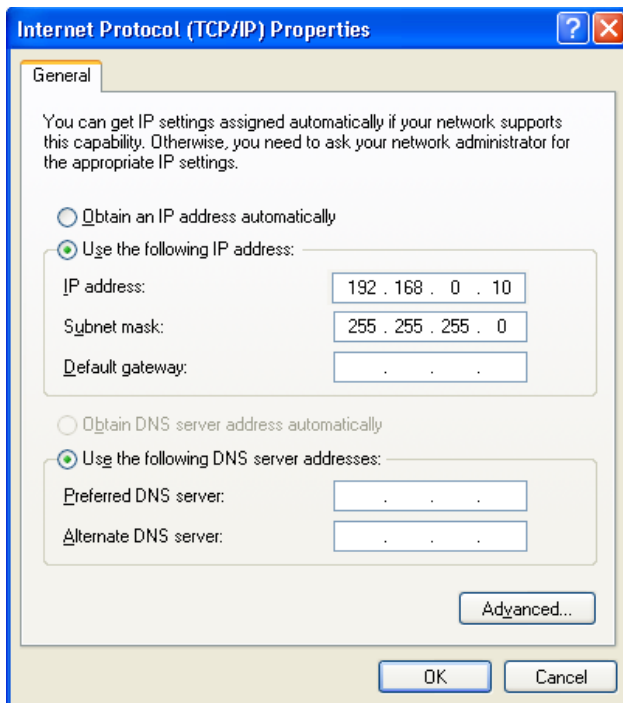 Internet Protocol (TCP/IP) Properties
General
You can get IP settings assigned automatically if your network supports
this capability. Otherwise, you need to ask your network administrator for
the appropriate IP settings.
Obtain an IP address automatically
Use the following IP address:
IP address: 192 . 168 . 0 . 10
Subnet mask: 255 . 255 . 255 . 0
Default gateway: . . .
Obtain DNS server address automatically
Use the following DNS server addresses:
Preferred DNS server: . . .
Alternate DNS server: . . .
Advanced...
OK Cancel